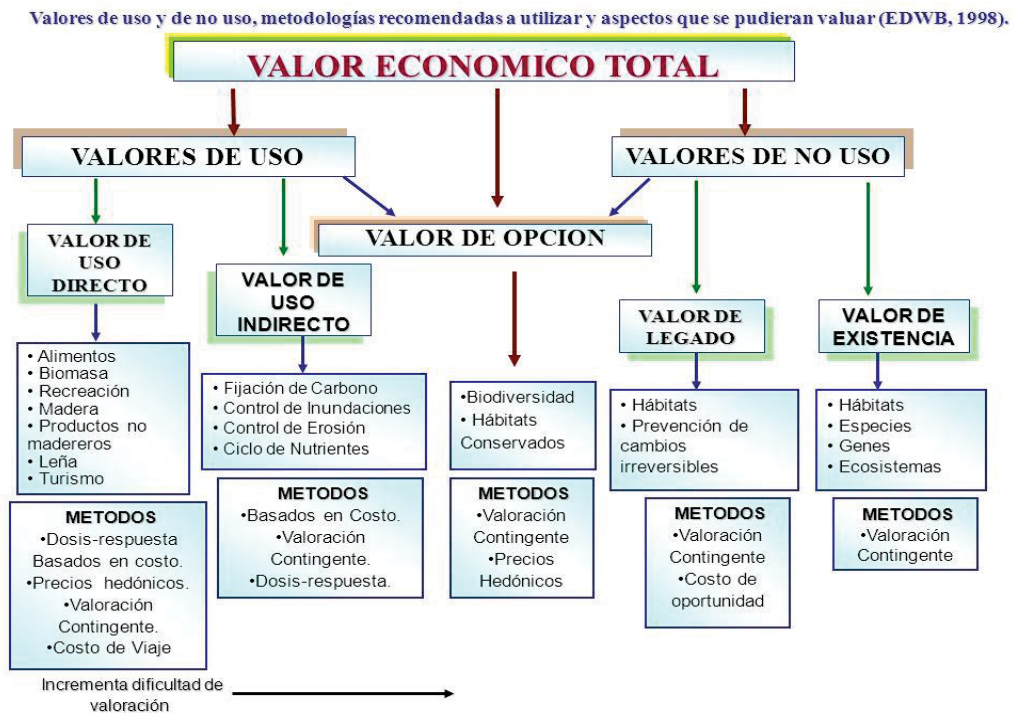 Valores de uso y de no uso, metodologías recomendadas a utilizar y aspectos que se pudieran valuar (EDWB, 1998).
VALOR ECONOMICO TOTAL
VALORES DE USO
VALORES DE NO USO
VALOR DE OPCION
VALOR DE
USO
DIRECTO
VALOR DE
USO
INDIRECTO
VALOR DE
LEGADO
VALOR DE
EXISTENCIA
• Alimentos
• Biomasa
• Recreación
• Madera
• Productos no
madereros
• Leña
• Turismo
• Fijación de Carbono
• Control de Inundaciones
• Control de Erosión
• Ciclo de Nutrientes
•Biodiversidad
• Hábitats
Conservados
• Hábitats
• Prevención de
cambios
irreversibles
• Hábitats
• Especies
• Genes
• Ecosistemas
METODOS
•Dosis-respuesta
Basados en costo.
•Precios hedónicos.
•Valoración
Contingente.
•Costo de Viaje
METODOS
•Basados en Costo.
•Valoración
Contingente.
•Dosis-respuesta.
METODOS
•Valoración
Contingente
•Precios
Hedónicos
METODOS
•Valoración
Contingente
•Costo de
oportunidad
METODOS
•Valoración
Contingente
Incrementa dificultad de
valoración